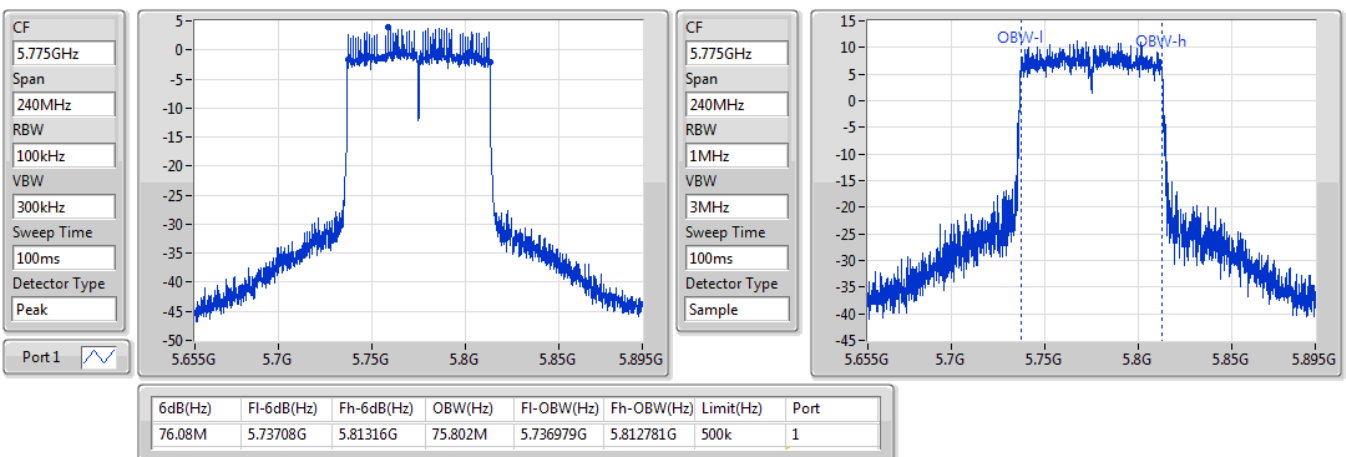 CF
5.775GHz
Span
240MHz
RBW
100kHz
VBW
300kHz
Sweep Time
100ms
Detector Type
Peak
Port 1
5
0
-5
-10
-15
-20
-25
-30
-35
-40
-45
-50
5.655G 5.7G 5.75G 5.8G 5.85G 5.895G
CF
5.775GHz
Span
240MHz
RBW
1MHz
VBW
3MHz
Sweep Time
100ms
Detector Type
Sample
OBW-l OBW-h
15
10
5
0
-5
-10
-15
-20
-25
-30
-35
-40
-45
5.655G 5.7G 5.75G 5.8G 5.85G 5.895G
6dB(Hz) Fl-6dB(Hz) Fh-6dB(Hz) OBW(Hz) Fl-OBW(Hz) Fh-OBW(Hz) Limit(Hz) Port
76.08M 5.73708G 5.81316G 75.802M 5.736979G 5.812781G 500k 1